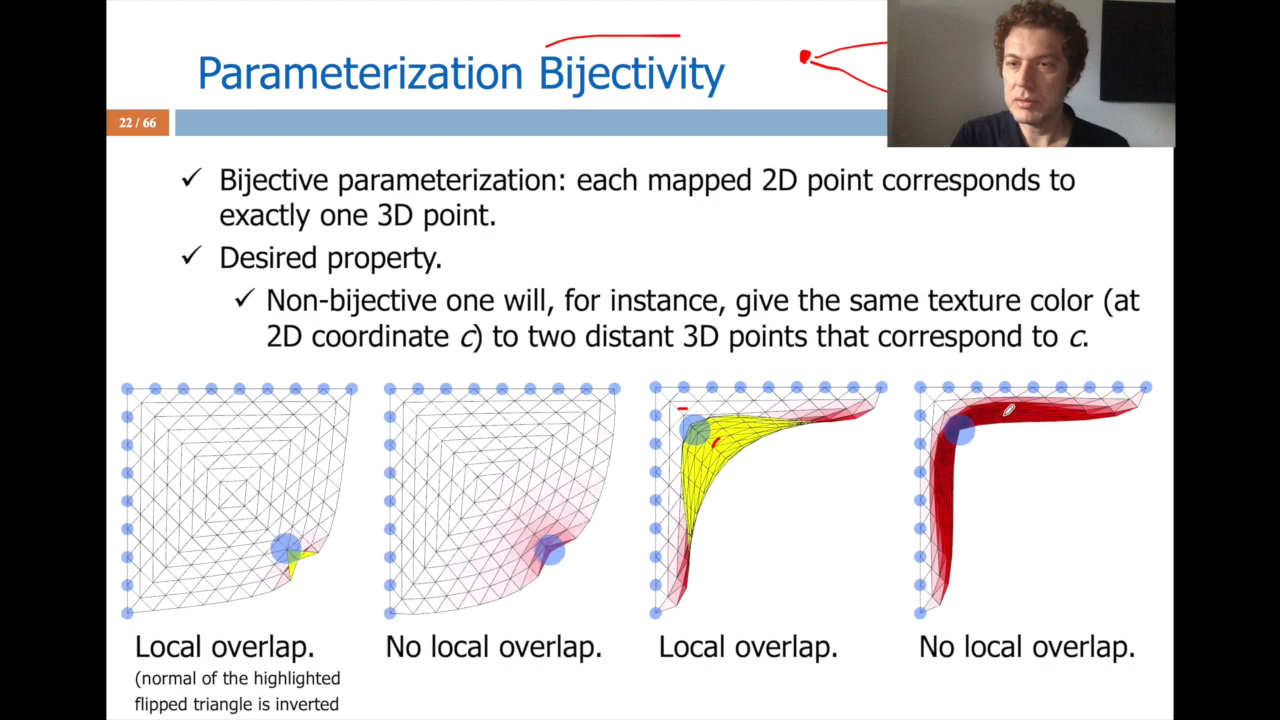 Parameterization Bijectivity
22 / 66
✓ Bijective parameterization: each mapped 2D point corresponds to
exactly one 3D point.
✓ Desired property.
✓ Non-bijective one will, for instance, give the same texture color (at
2D coordinate c) to two distant 3D points that correspond to c.
Local overlap. No local overlap. Local overlap. No local overlap.
(normal of the highlighted
flipped triangle is inverted